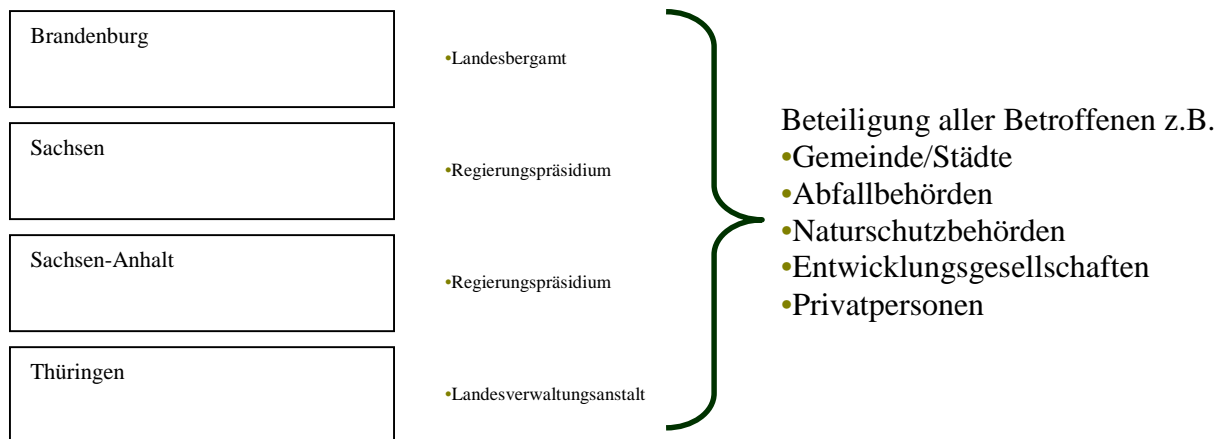 Brandenburg
•Landesbergamt
Sachsen
•Regierungspräsidium
Sachsen-Anhalt
•Regierungspräsidium
Thüringen
•Landesverwaltungsanstalt
Beteiligung aller Betroffenen z.B.
•Gemeinde/Städte
•Abfallbehörden
•Naturschutzbehörden
•Entwicklungsgesellschaften
•Privatpersonen